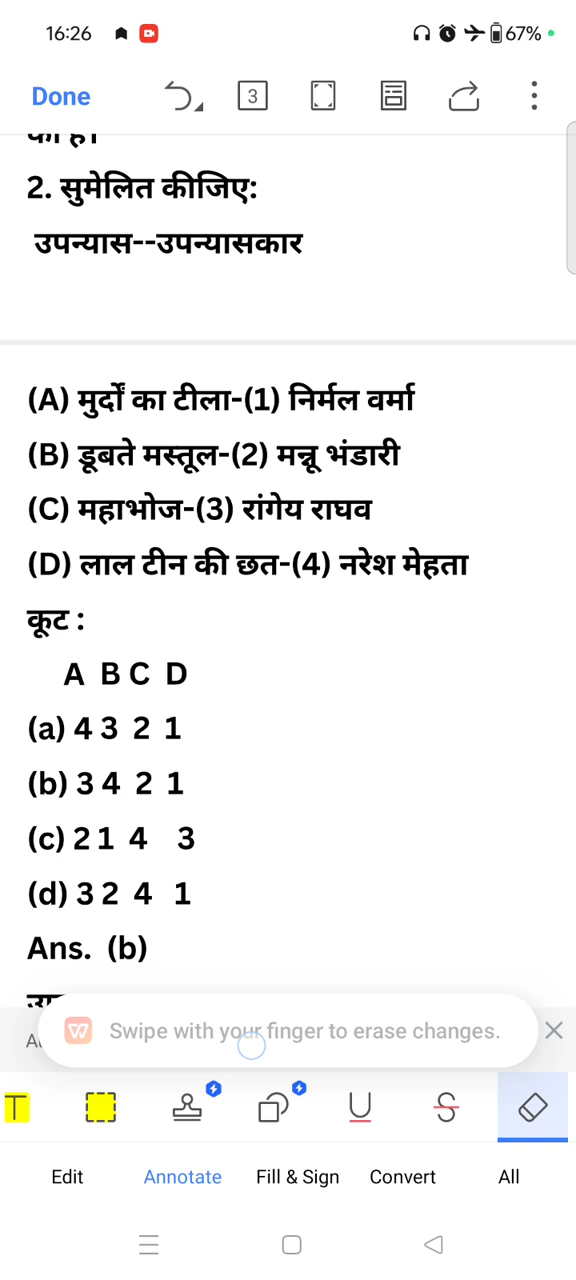 16:26
67%
Done
3
2. सुमेलित कीजिए:
उपन्यास--उपन्यासकार
(A) मुर्दों का टीला-(1) निर्मल वर्मा
(B) डूबते मस्तूल-(2) मन्नू भंडारी
(C) महाभोज-(3) रांगेय राघव
(D) लाल टीन की छत-(4) नरेश मेहता
कूट :
A B C D
(a) 4 3 2 1
(b) 3 4 2 1
(c) 2 1 4 3
(d) 3 2 4 1
Ans. (b)
Swipe with your finger to erase changes.
Edit Annotate Fill & Sign Convert All